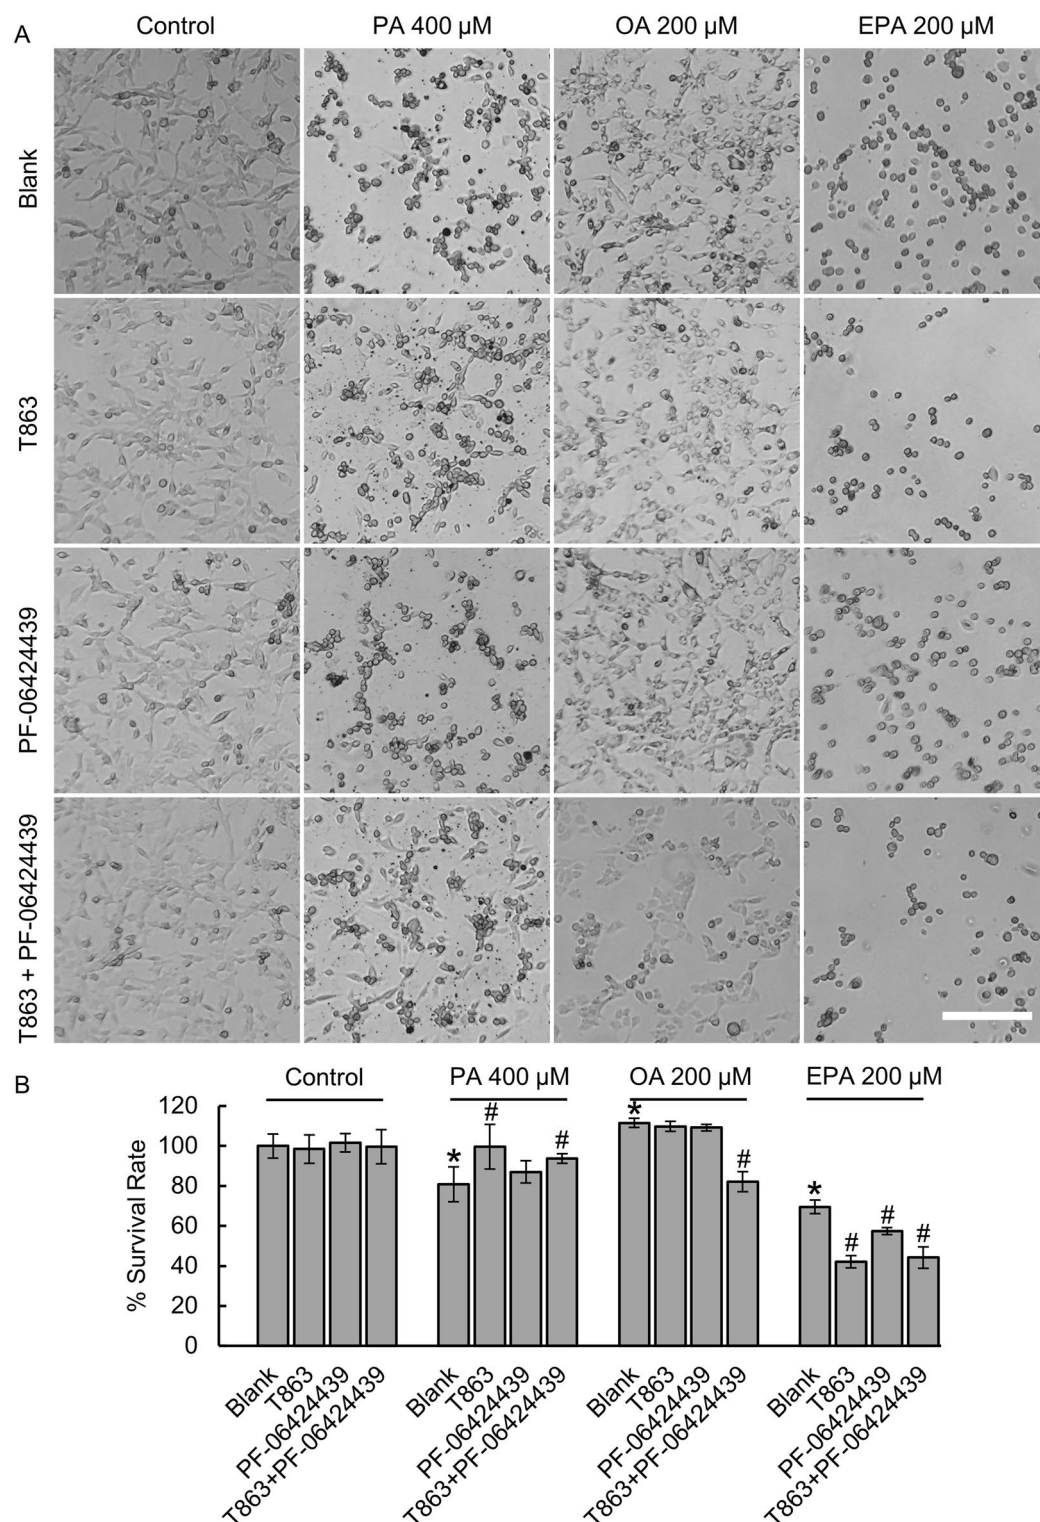 A
Control PA 400 µM OA 200 µM EPA 200 µM
Blank
T863
PF-06424439
T863 + PF-06424439
B
Control PA 400 µM OA 200 µM EPA 200 µM
% Survival Rate
120
100
80
60
40
20
0
* # # * # * # # #
Blank T863 PF-06424439 T863+PF-06424439
Blank T863 PF-06424439 T863+PF-06424439
Blank T863 PF-06424439 T863+PF-06424439
Blank T863 PF-06424439 T863+PF-06424439